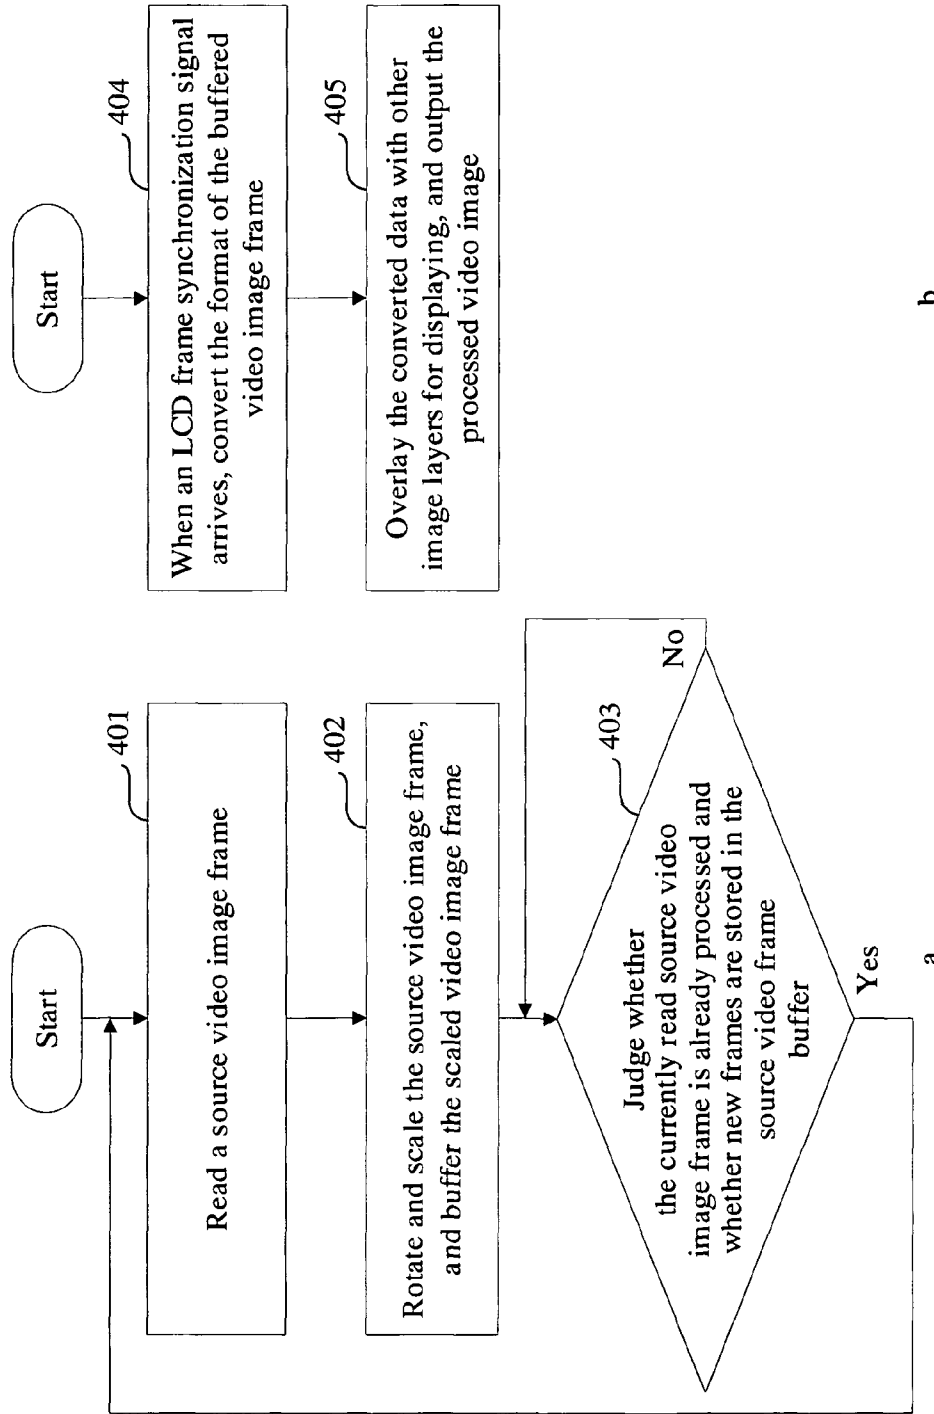 Start
401
Read a source video image frame
402
Rotate and scale the source video image frame,
and buffer the scaled video image frame
403
Judge whether
the currently read source video
image frame is already processed and
whether new frames are stored in the
source video frame
buffer
No
Yes
a
Start
404
When an LCD frame synchronization signal
arrives, convert the format of the buffered
video image frame
405
Overlay the converted data with other
image layers for displaying, and output the
processed video image
b